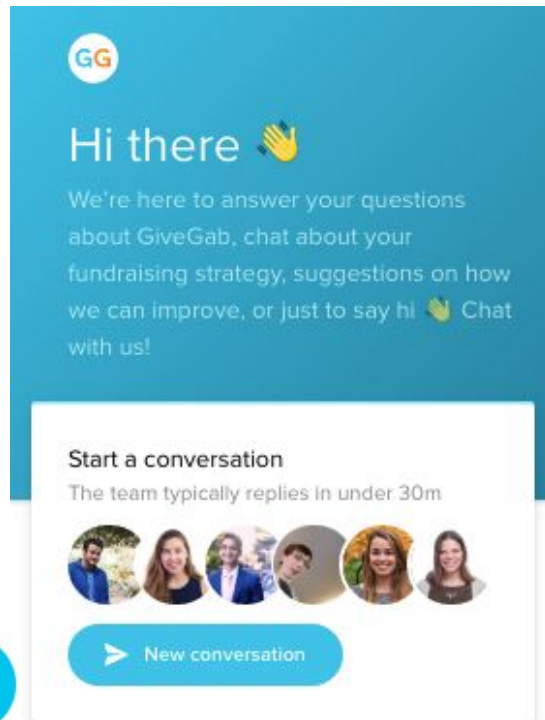 GG
Hi there 👋
We're here to answer your questions
about GiveGab, chat about your
fundraising strategy, suggestions on how
we can improve, or just to say hi 👋 Chat
with us!
Start a conversation
The team typically replies in under 30m
New conversation